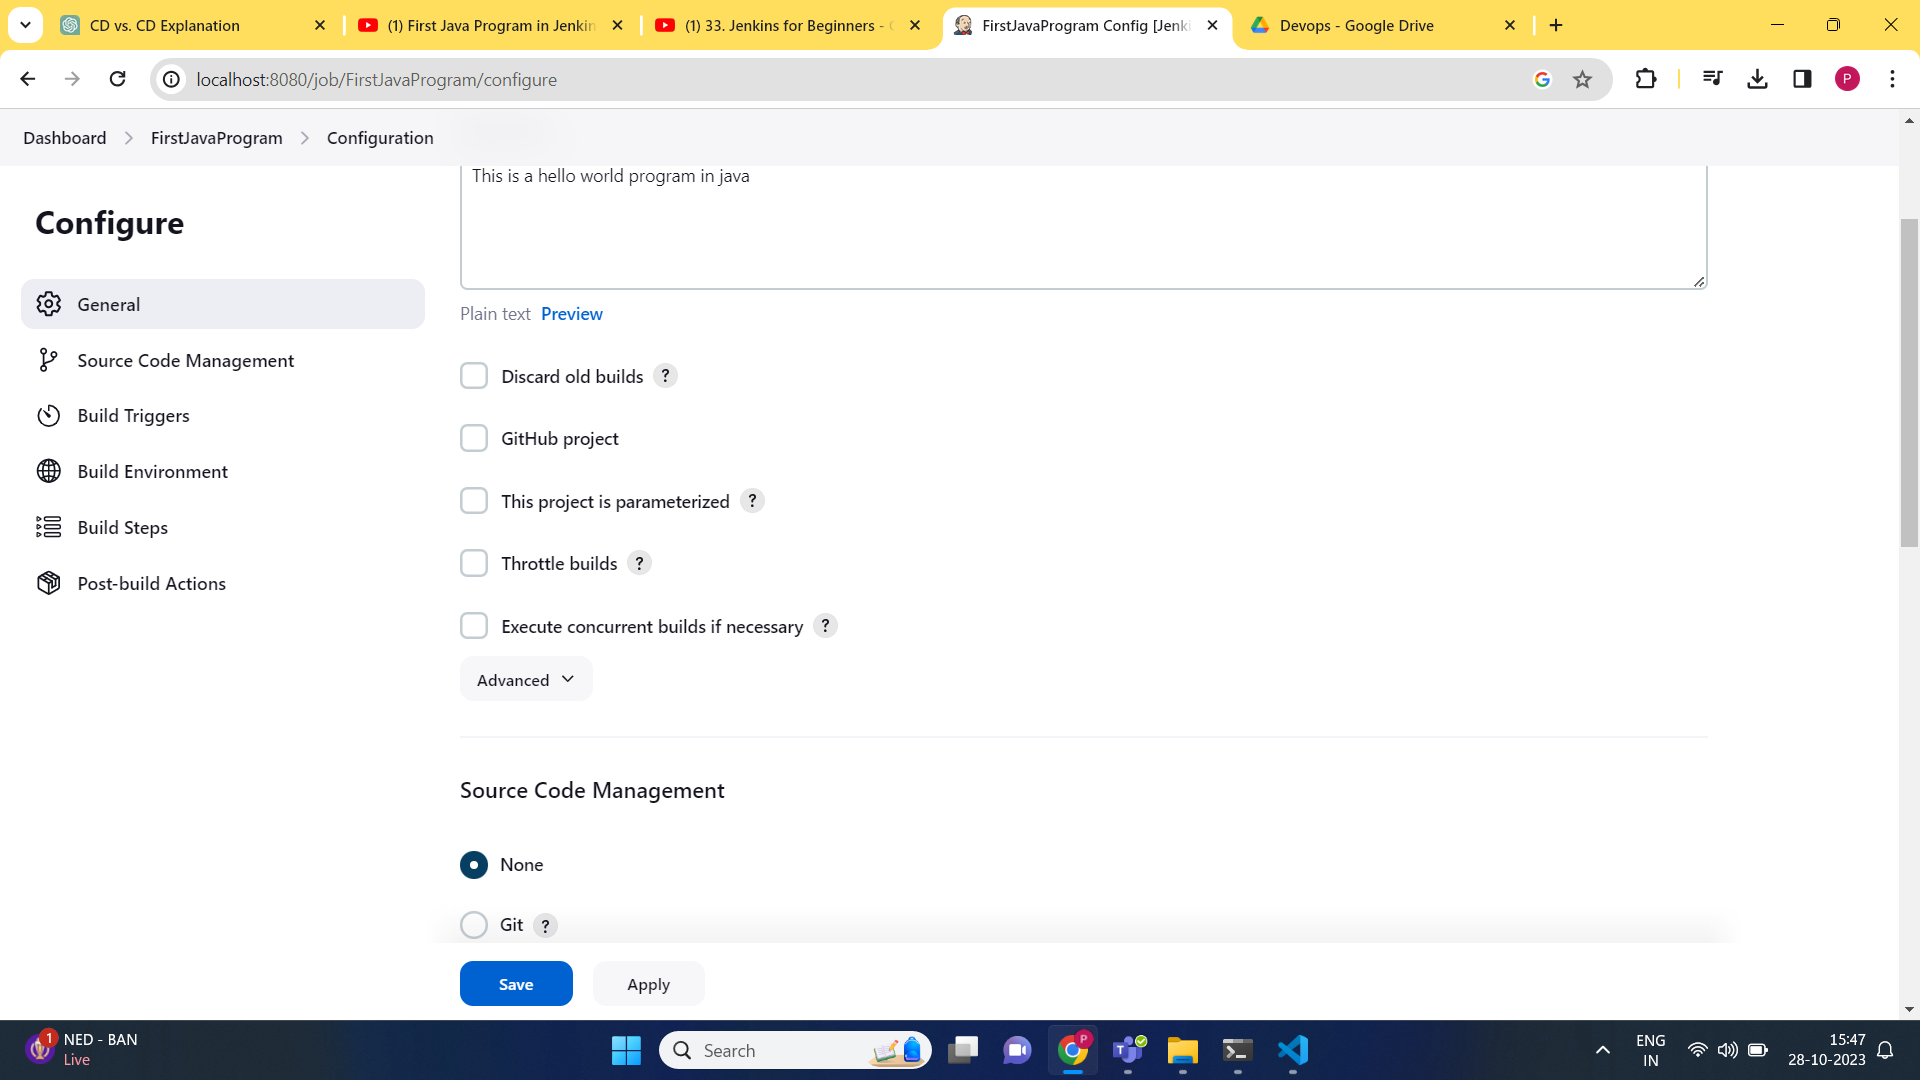 CD vs. CD Explanation
(1) First Java Program in Jenkin
(1) 33. Jenkins for Beginners -
FirstJavaProgram Config [Jenki
Devops - Google Drive
localhost:8080/job/FirstJavaProgram/configure
P
Dashboard
FirstJavaProgram
Configuration
This is a hello world program in java
Configure
General
Source Code Management
Build Triggers
Build Environment
Build Steps
Post-build Actions
Plain text Preview
Discard old builds ?
GitHub project
This project is parameterized ?
Throttle builds ?
Execute concurrent builds if necessary ?
Advanced
Source Code Management
None
Git ?
Save
Apply
1
NED - BAN
Live
Search
P
ENG
IN
15:47
28-10-2023